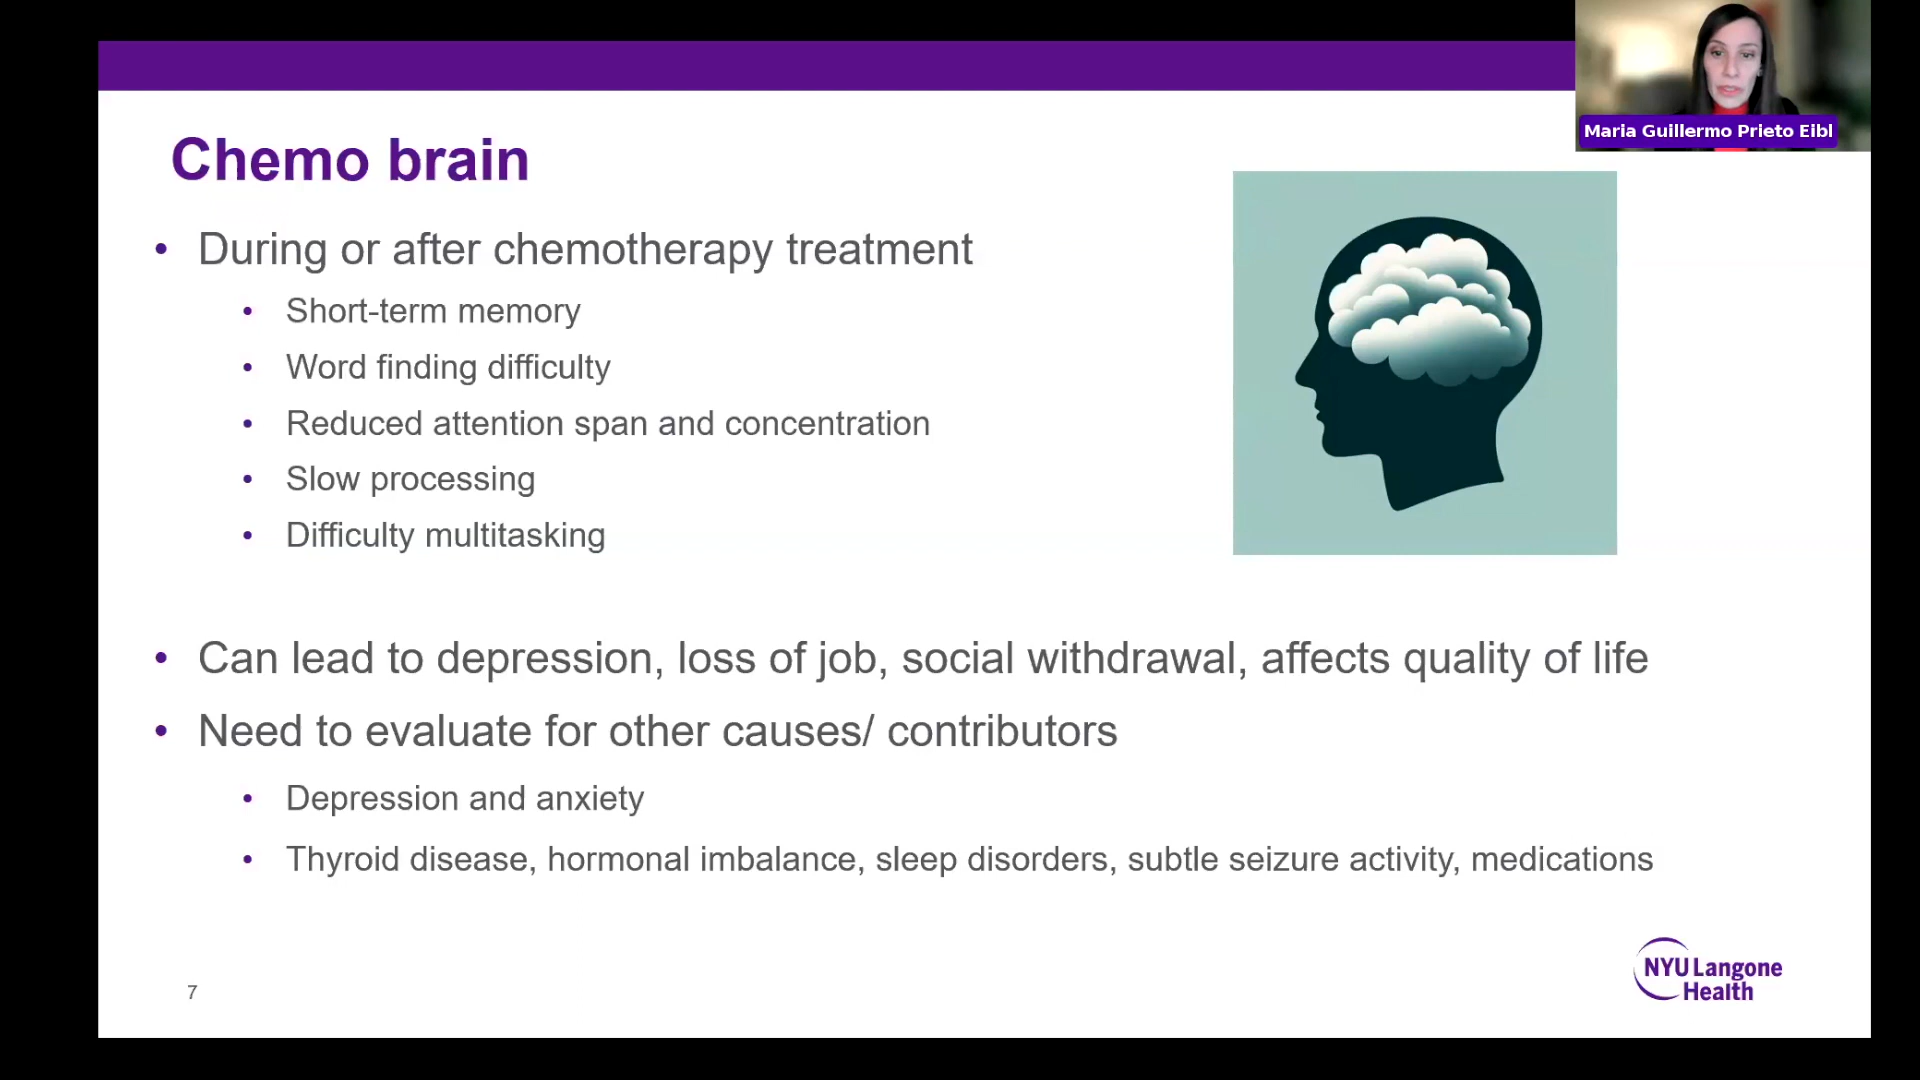 Maria Guillermo Prieto Eibl
Chemo brain
• During or after chemotherapy treatment
• Short-term memory
• Word finding difficulty
• Reduced attention span and concentration
• Slow processing
• Difficulty multitasking
• Can lead to depression, loss of job, social withdrawal, affects quality of life
• Need to evaluate for other causes/ contributors
• Depression and anxiety
• Thyroid disease, hormonal imbalance, sleep disorders, subtle seizure activity, medications
NYU Langone
Health
7